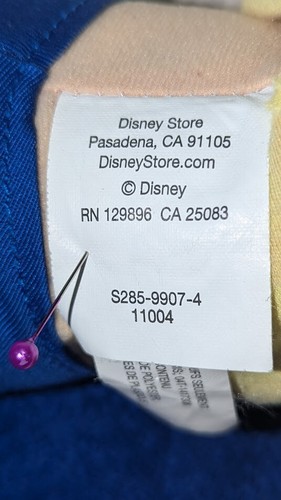 Disney Store
Pasadena, CA 91105
DisneyStore.com
© Disney
RN 129896 CA 25083
S285-9907-4
11004